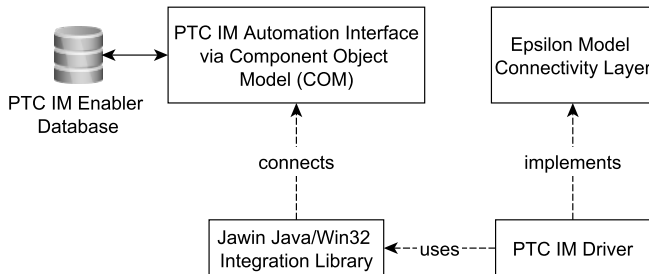 PTC IM Automation Interface
via Component Object
Model (COM)
Epsilon Model
Connectivity Layer
PTC IM Enabler
Database
connects
implements
Jawin Java/Win32
Integration Library
uses
PTC IM Driver